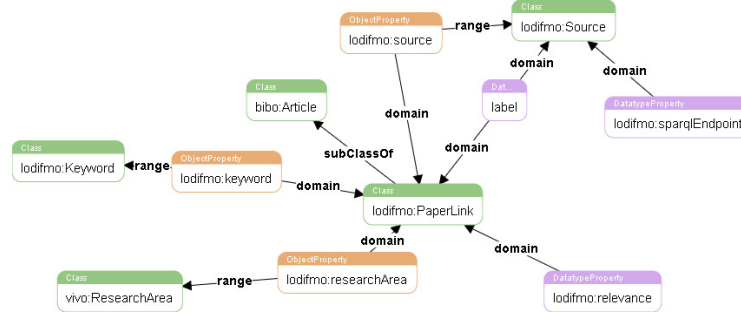 Class
lodifmo:Source
ObjectProperty
lodifmo:source
range
domain
Class
bibo:Article
Dat...
label
domain
DatatypeProperty
lodifmo:sparqlEndpoint
Class
lodifmo:Keyword
range
ObjectProperty
lodifmo:keyword
subClassOf
domain
domain
Class
lodifmo:PaperLink
domain
ObjectProperty
lodifmo:researchArea
domain
Class
vivo:ResearchArea
range
DatatypeProperty
lodifmo:relevance
domain